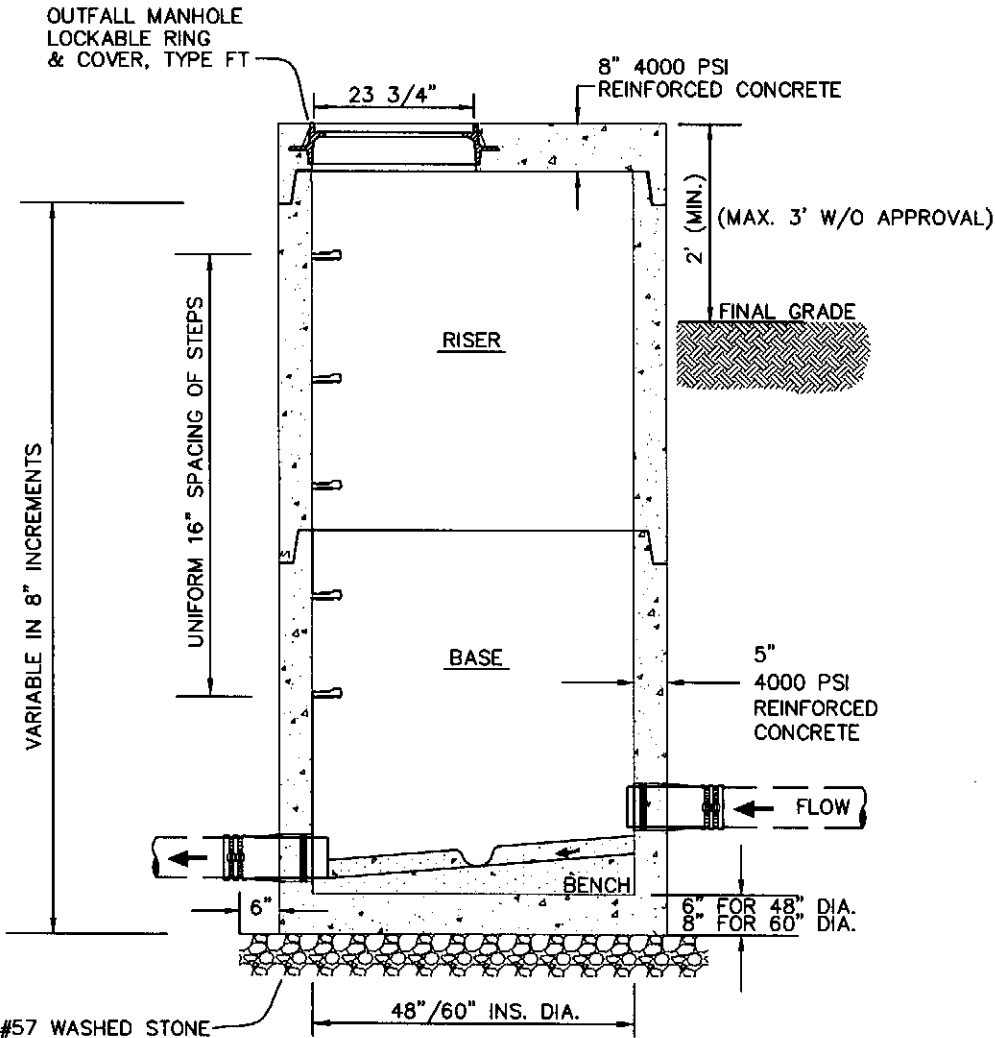 OUTFALL MANHOLE
LOCKABLE RING
& COVER, TYPE FT
23 3/4"
8" 4000 PSI
REINFORCED CONCRETE
2' (MIN.)
(MAX. 3' W/O APPROVAL)
FINAL GRADE
VARIABLE IN 8" INCREMENTS
UNIFORM 16" SPACING OF STEPS
RISER
BASE
5"
4000 PSI
REINFORCED
CONCRETE
FLOW
BENCH
6"
6" FOR 48" DIA.
8" FOR 60" DIA.
48"/60" INS. DIA.
#57 WASHED STONE